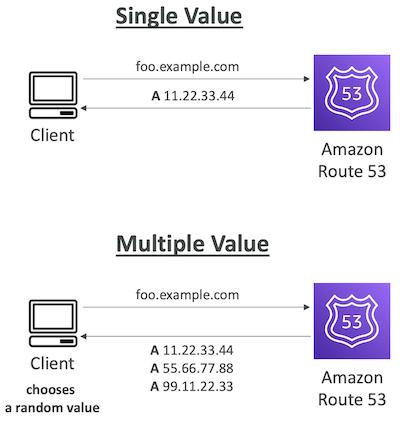 Single Value
foo.example.com
A 11.22.33.44
53
Client
Amazon
Route 53
Multiple Value
foo.example.com
53
Client
A 11.22.33.44
A 55.66.77.88
A 99.11.22.33
chooses
a random value
Amazon
Route 53